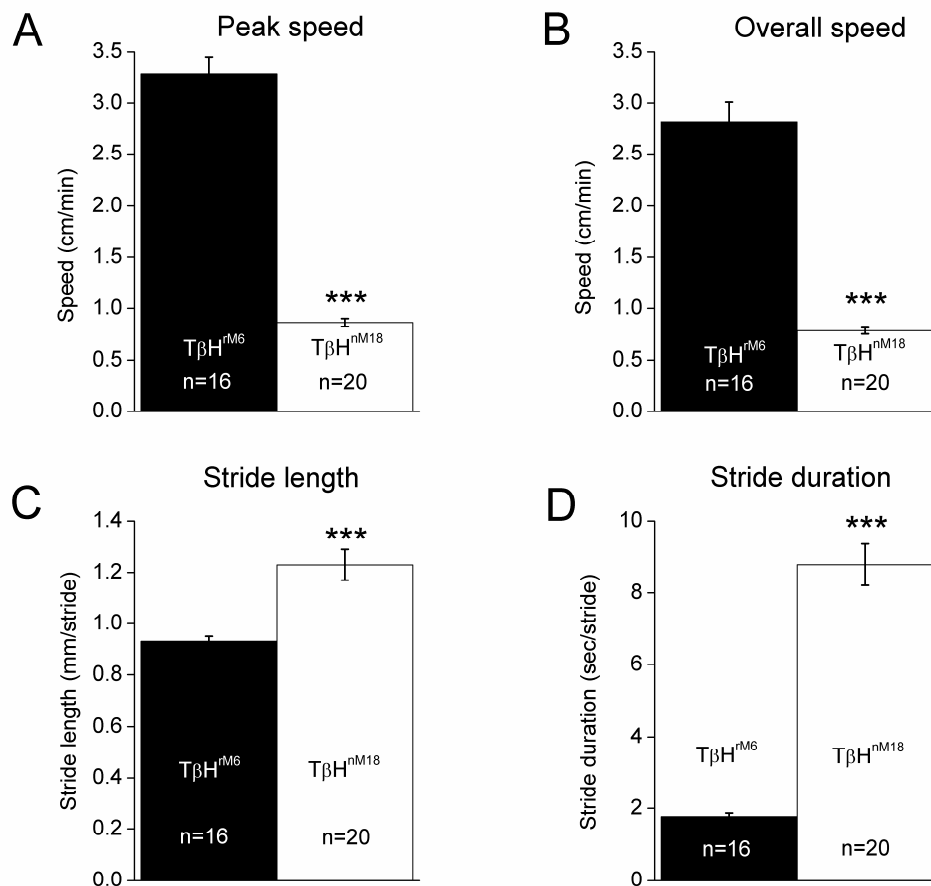 A
Peak speed
Speed (cm/min)
3.5
3.0
2.5
2.0
1.5
1.0
0.5
0.0
***
TβH^rM6
TβH^nM18
n=16
n=20
B
Overall speed
Speed (cm/min)
3.5
3.0
2.5
2.0
1.5
1.0
0.5
0.0
***
TβH^rM6
TβH^nM18
n=16
n=20
C
Stride length
Stride length (mm/stride)
1.4
1.2
1.0
0.8
0.6
0.4
0.2
0.0
***
TβH^rM6
TβH^nM18
n=16
n=20
D
Stride duration
Stride duration (sec/stride)
10
8
6
4
2
0
***
TβH^rM6
TβH^nM18
n=16
n=20